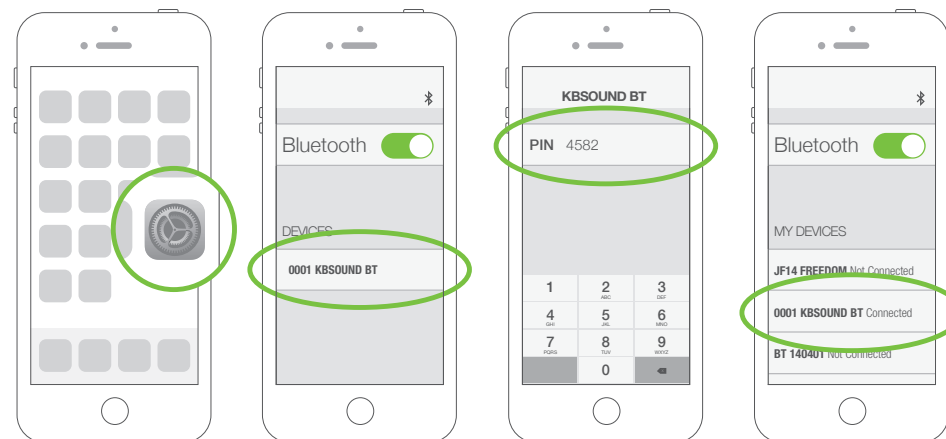 Bluetooth
DEVICES
0001 KBSOUND BT
KBSOUND BT
PIN 4582
1 2 3
ABC DEF
4 5 6
GHI JKL MNO
7 8 9
PQRS TUV WXYZ
0
Bluetooth
MY DEVICES
JF14 FREEDOM Not Connected
0001 KBSOUND BT Connected
BT 140401 Not Connected